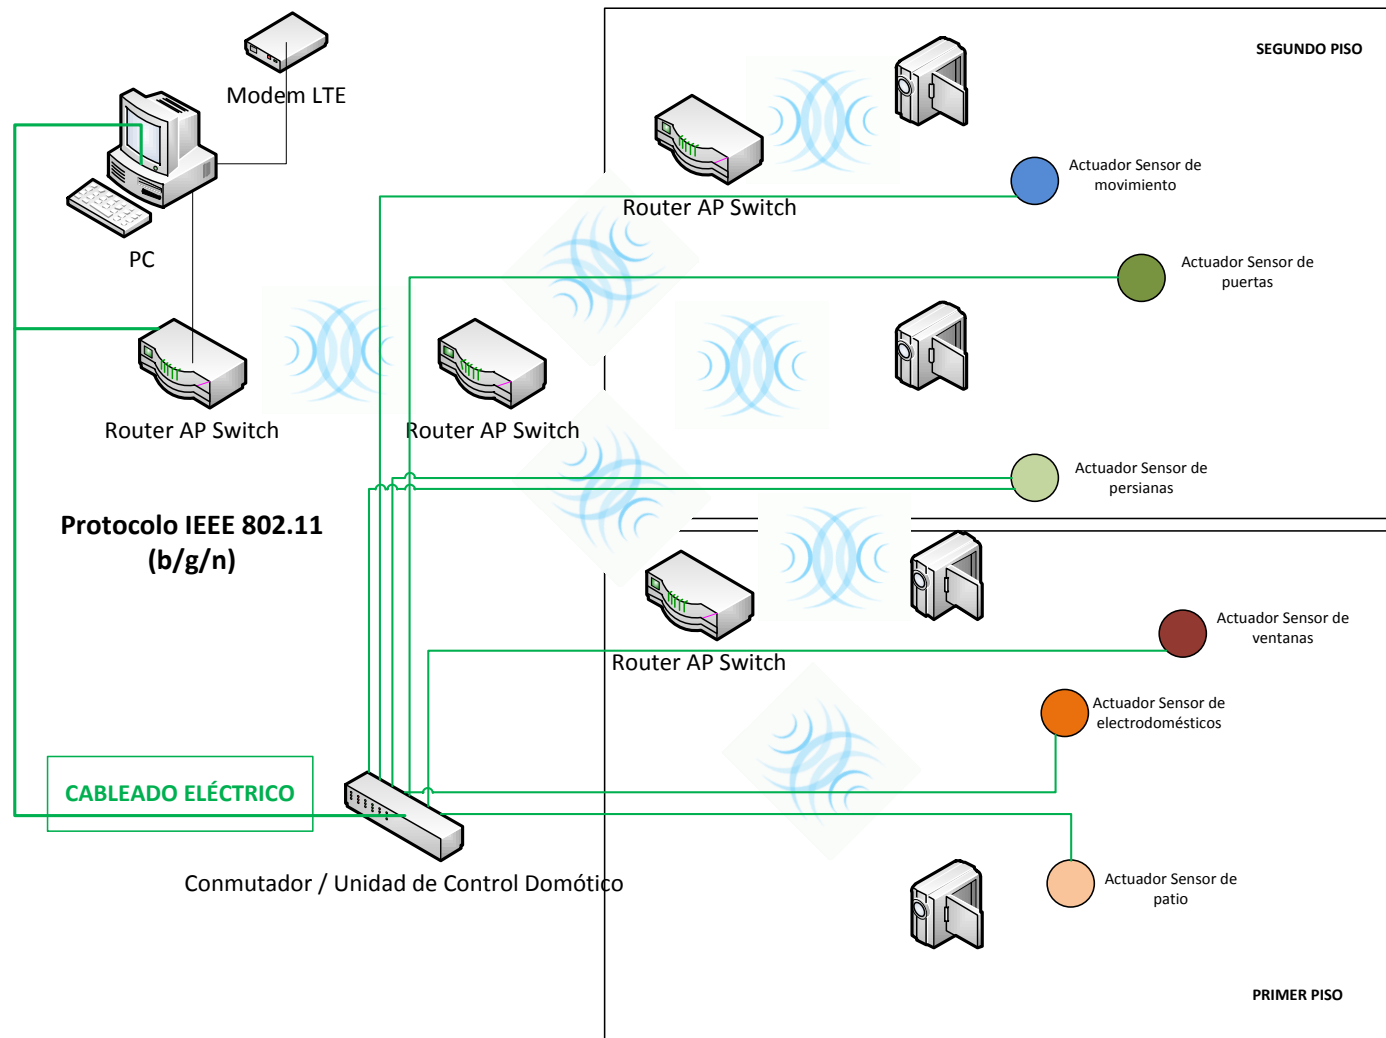 SEGUNDO PISO
Modem LTE
Actuador Sensor de
movimiento
Router AP Switch
PC
Actuador Sensor de
puertas
Router AP Switch
Router AP Switch
Actuador Sensor de
persianas
Protocolo IEEE 802.11
(b/g/n)
Actuador Sensor de
ventanas
Router AP Switch
Actuador Sensor de
electrodomésticos
CABLEADO ELÉCTRICO
Conmutador / Unidad de Control Domótico
Actuador Sensor de
patio
PRIMER PISO